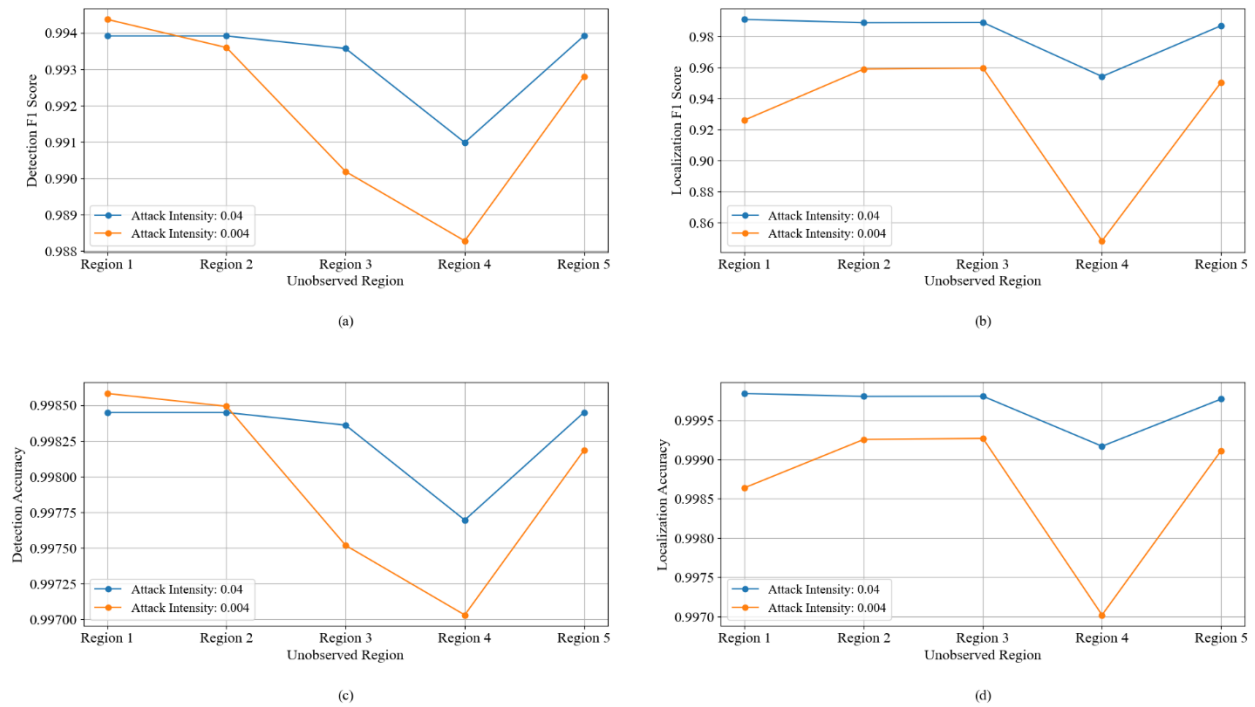 Detection F1 Score
0.994
0.993
0.992
0.991
0.990
0.989
0.988
Attack Intensity: 0.04
Attack Intensity: 0.004
Region 1
Region 2
Region 3
Region 4
Region 5
Unobserved Region
(a)
Localization F1 Score
0.98
0.96
0.94
0.92
0.90
0.88
0.86
Attack Intensity: 0.04
Attack Intensity: 0.004
Region 1
Region 2
Region 3
Region 4
Region 5
Unobserved Region
(b)
Detection Accuracy
0.99850
0.99825
0.99800
0.99775
0.99750
0.99725
0.99700
Attack Intensity: 0.04
Attack Intensity: 0.004
Region 1
Region 2
Region 3
Region 4
Region 5
Unobserved Region
(c)
Localization Accuracy
0.9995
0.9990
0.9985
0.9980
0.9975
0.9970
Attack Intensity: 0.04
Attack Intensity: 0.004
Region 1
Region 2
Region 3
Region 4
Region 5
Unobserved Region
(d)